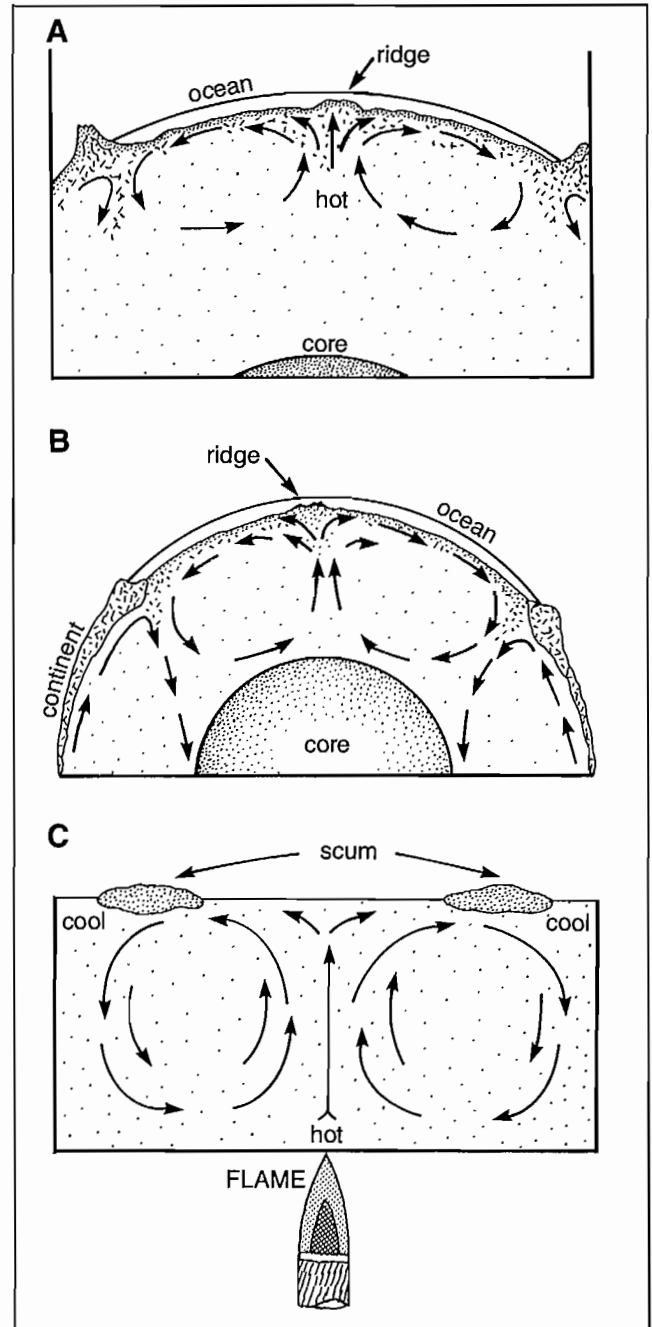 A
ridge
ocean
hot
core
B
ridge
ocean
continent
core
C
scum
cool
cool
hot
FLAME